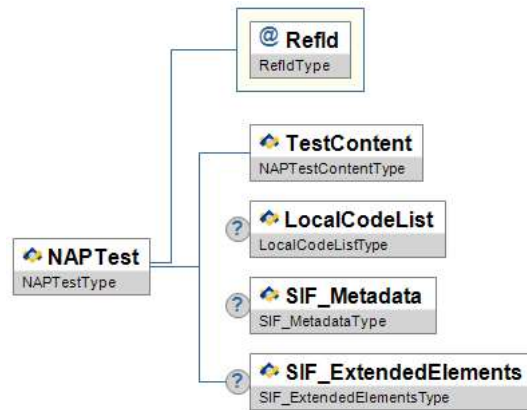 @ RefId
RefIdType
TestContent
NAPTestContentType
? LocalCodeList
LocalCodeListType
NAPTest
NAPTestType
? SIF_Metadata
SIF_MetadataType
? SIF_ExtendedElements
SIF_ExtendedElementsType